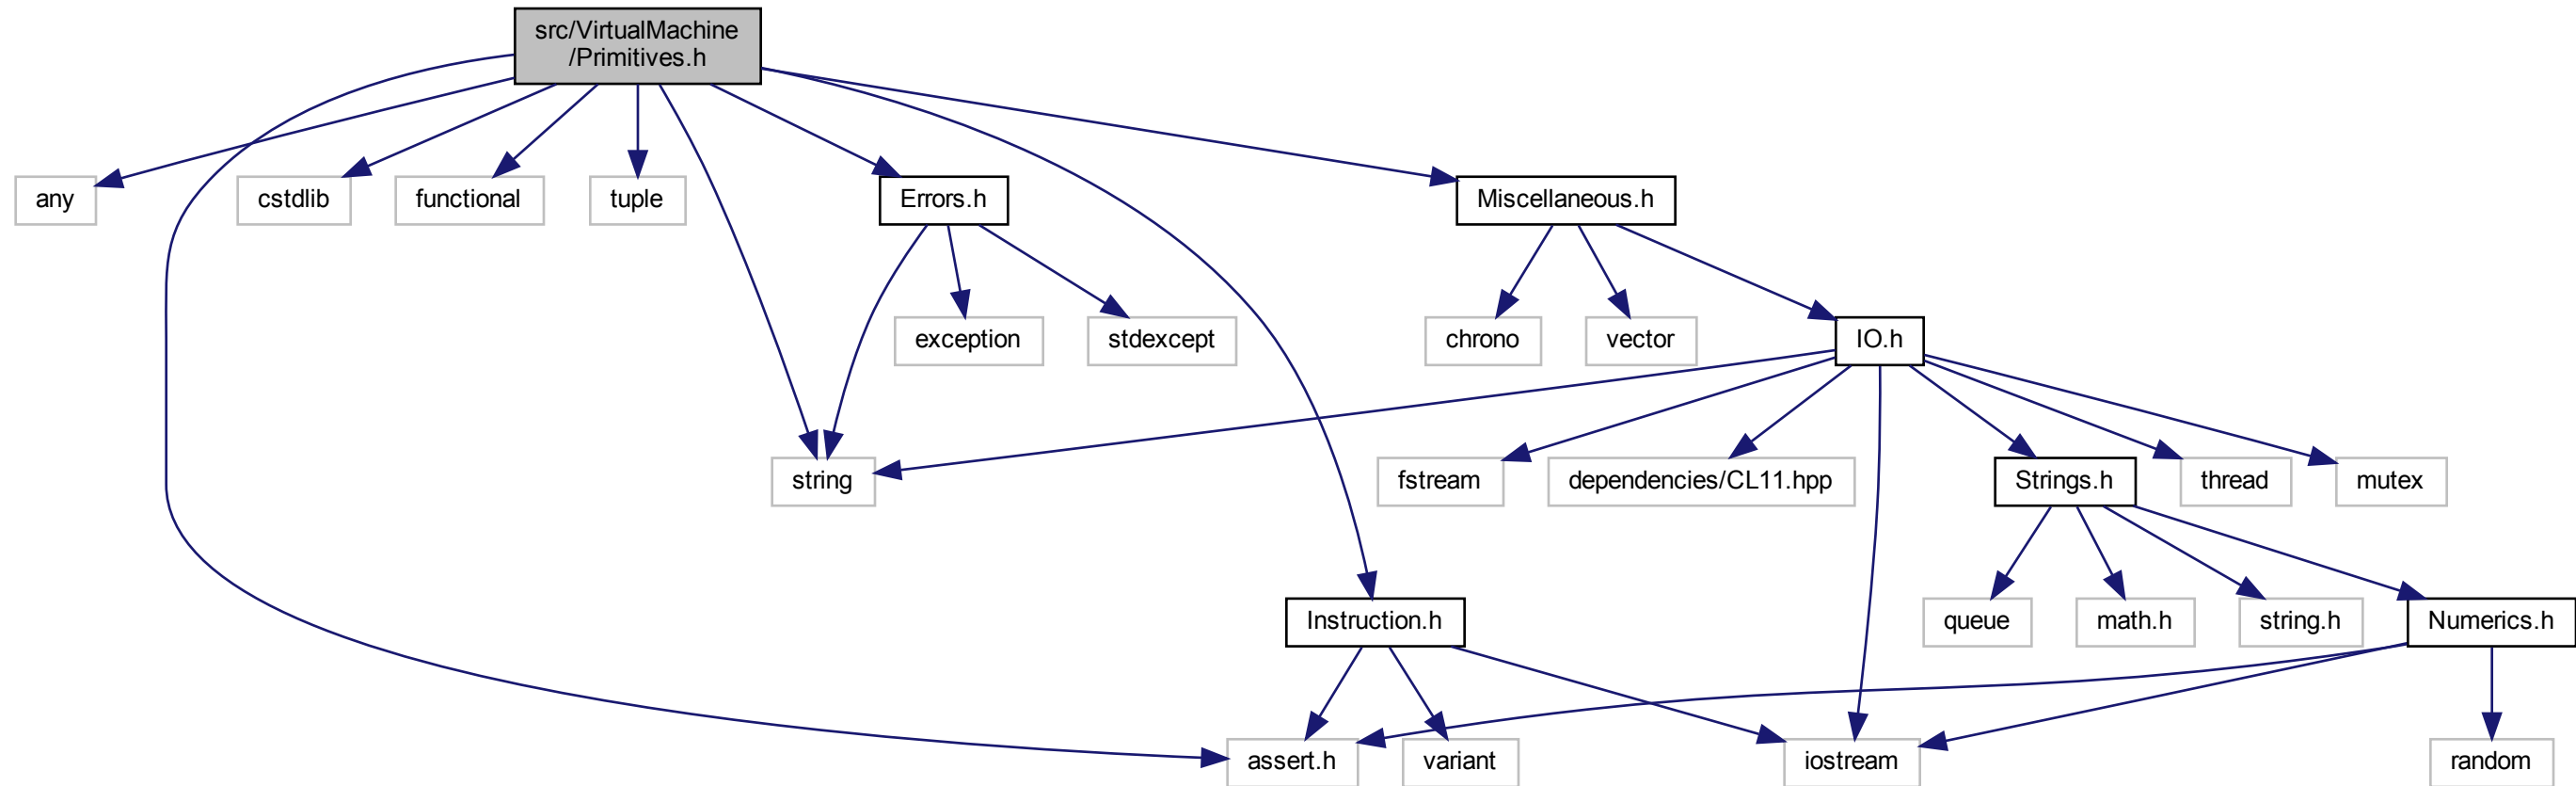 src/VirtualMachine
/Primitives.h
any
cstdlib
functional
tuple
Errors.h
Miscellaneous.h
exception
stdexcept
chrono
vector
IO.h
string
fstream
dependencies/CL11.hpp
Strings.h
thread
mutex
Instruction.h
queue
math.h
string.h
Numerics.h
assert.h
variant
iostream
random